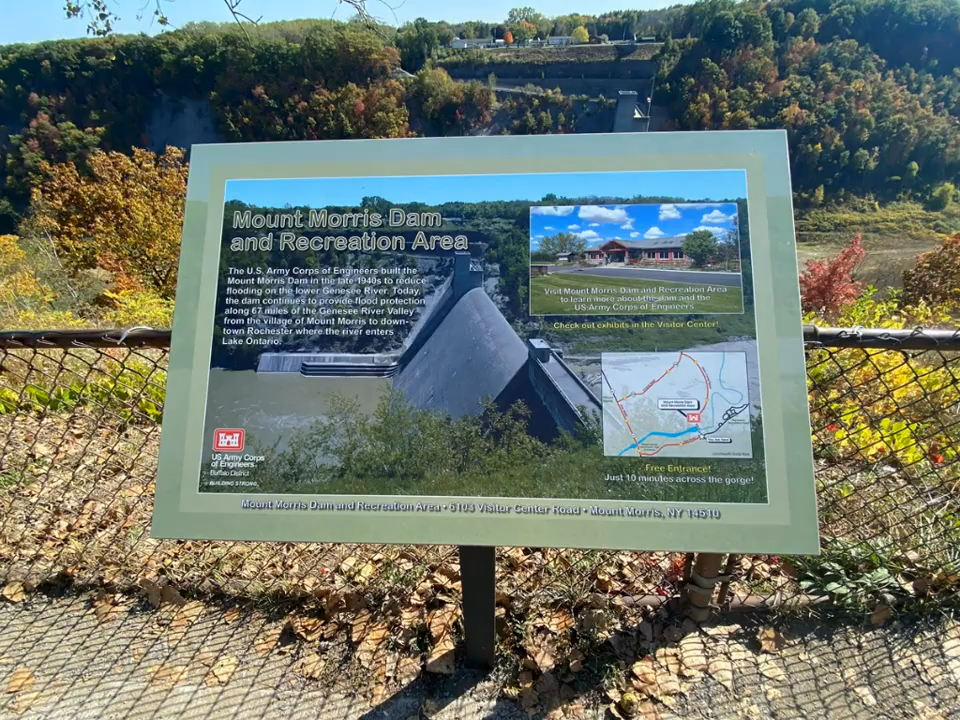 Mount Morris Dam
and Recreation Area
The U.S. Army Corps of Engineers built the
Mount Morris Dam in the late 1940s to reduce
flooding on the lower Genesee River. Today,
the dam continues to provide flood protection
along 67 miles of the Genesee River Valley
from the village of Mount Morris to down-
town Rochester where the river enters
Lake Ontario.
Visit Mount Morris Dam and Recreation Area
to learn more about the dam and the
US Army Corps of Engineers
Check out exhibits in the Visitor Center!
Mount Morris Dam
and Recreation Area
Free Entrance!
Just 10 minutes across the gorge!
US Army Corps
of Engineers
Buffalo District
BUILDING STRONG
Mount Morris Dam and Recreation Area • 6103 Visitor Center Road • Mount Morris, NY 14510